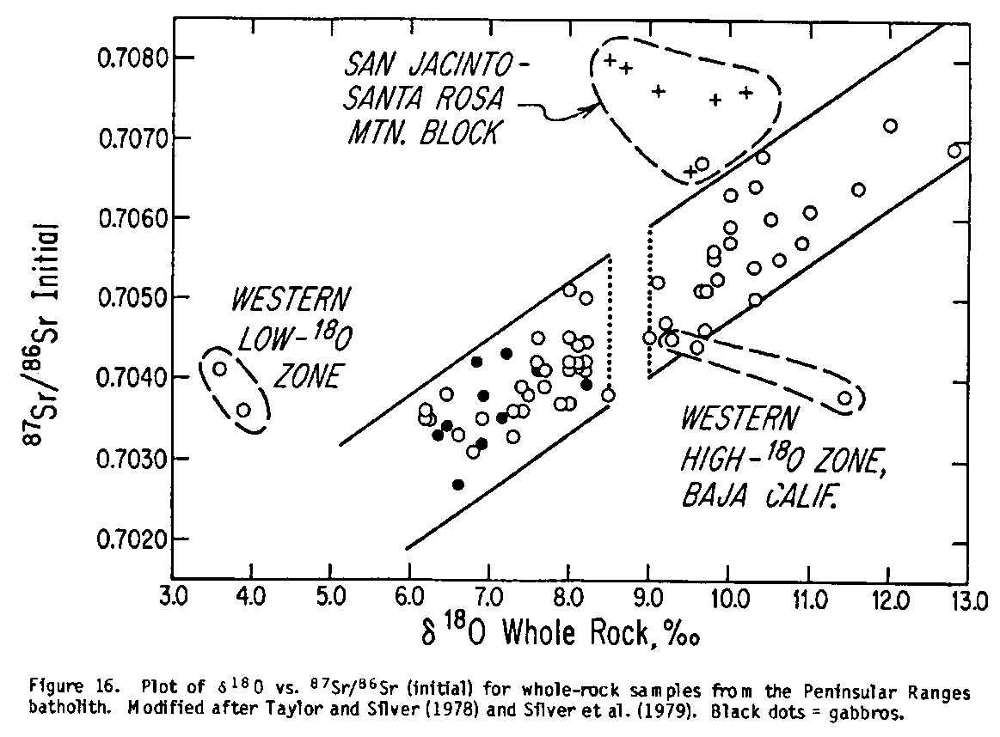 0.7080
0.7070
0.7060
0.7050
0.7040
0.7030
0.7020
87Sr/86Sr Initial
SAN JACINTO-
SANTA ROSA
MTN. BLOCK
WESTERN
LOW-18O
ZONE
WESTERN
HIGH-18O ZONE,
BAJA CALIF.
3.0 4.0 5.0 6.0 7.0 8.0 9.0 10.0 11.0 12.0 13.0
δ 18O Whole Rock, ‰
Figure 16. Plot of δ18O vs. 87Sr/86Sr (initial) for whole-rock samples from the Peninsular Ranges
batholith. Modified after Taylor and Silver (1978) and Silver et al. (1979). Black dots = gabbros.